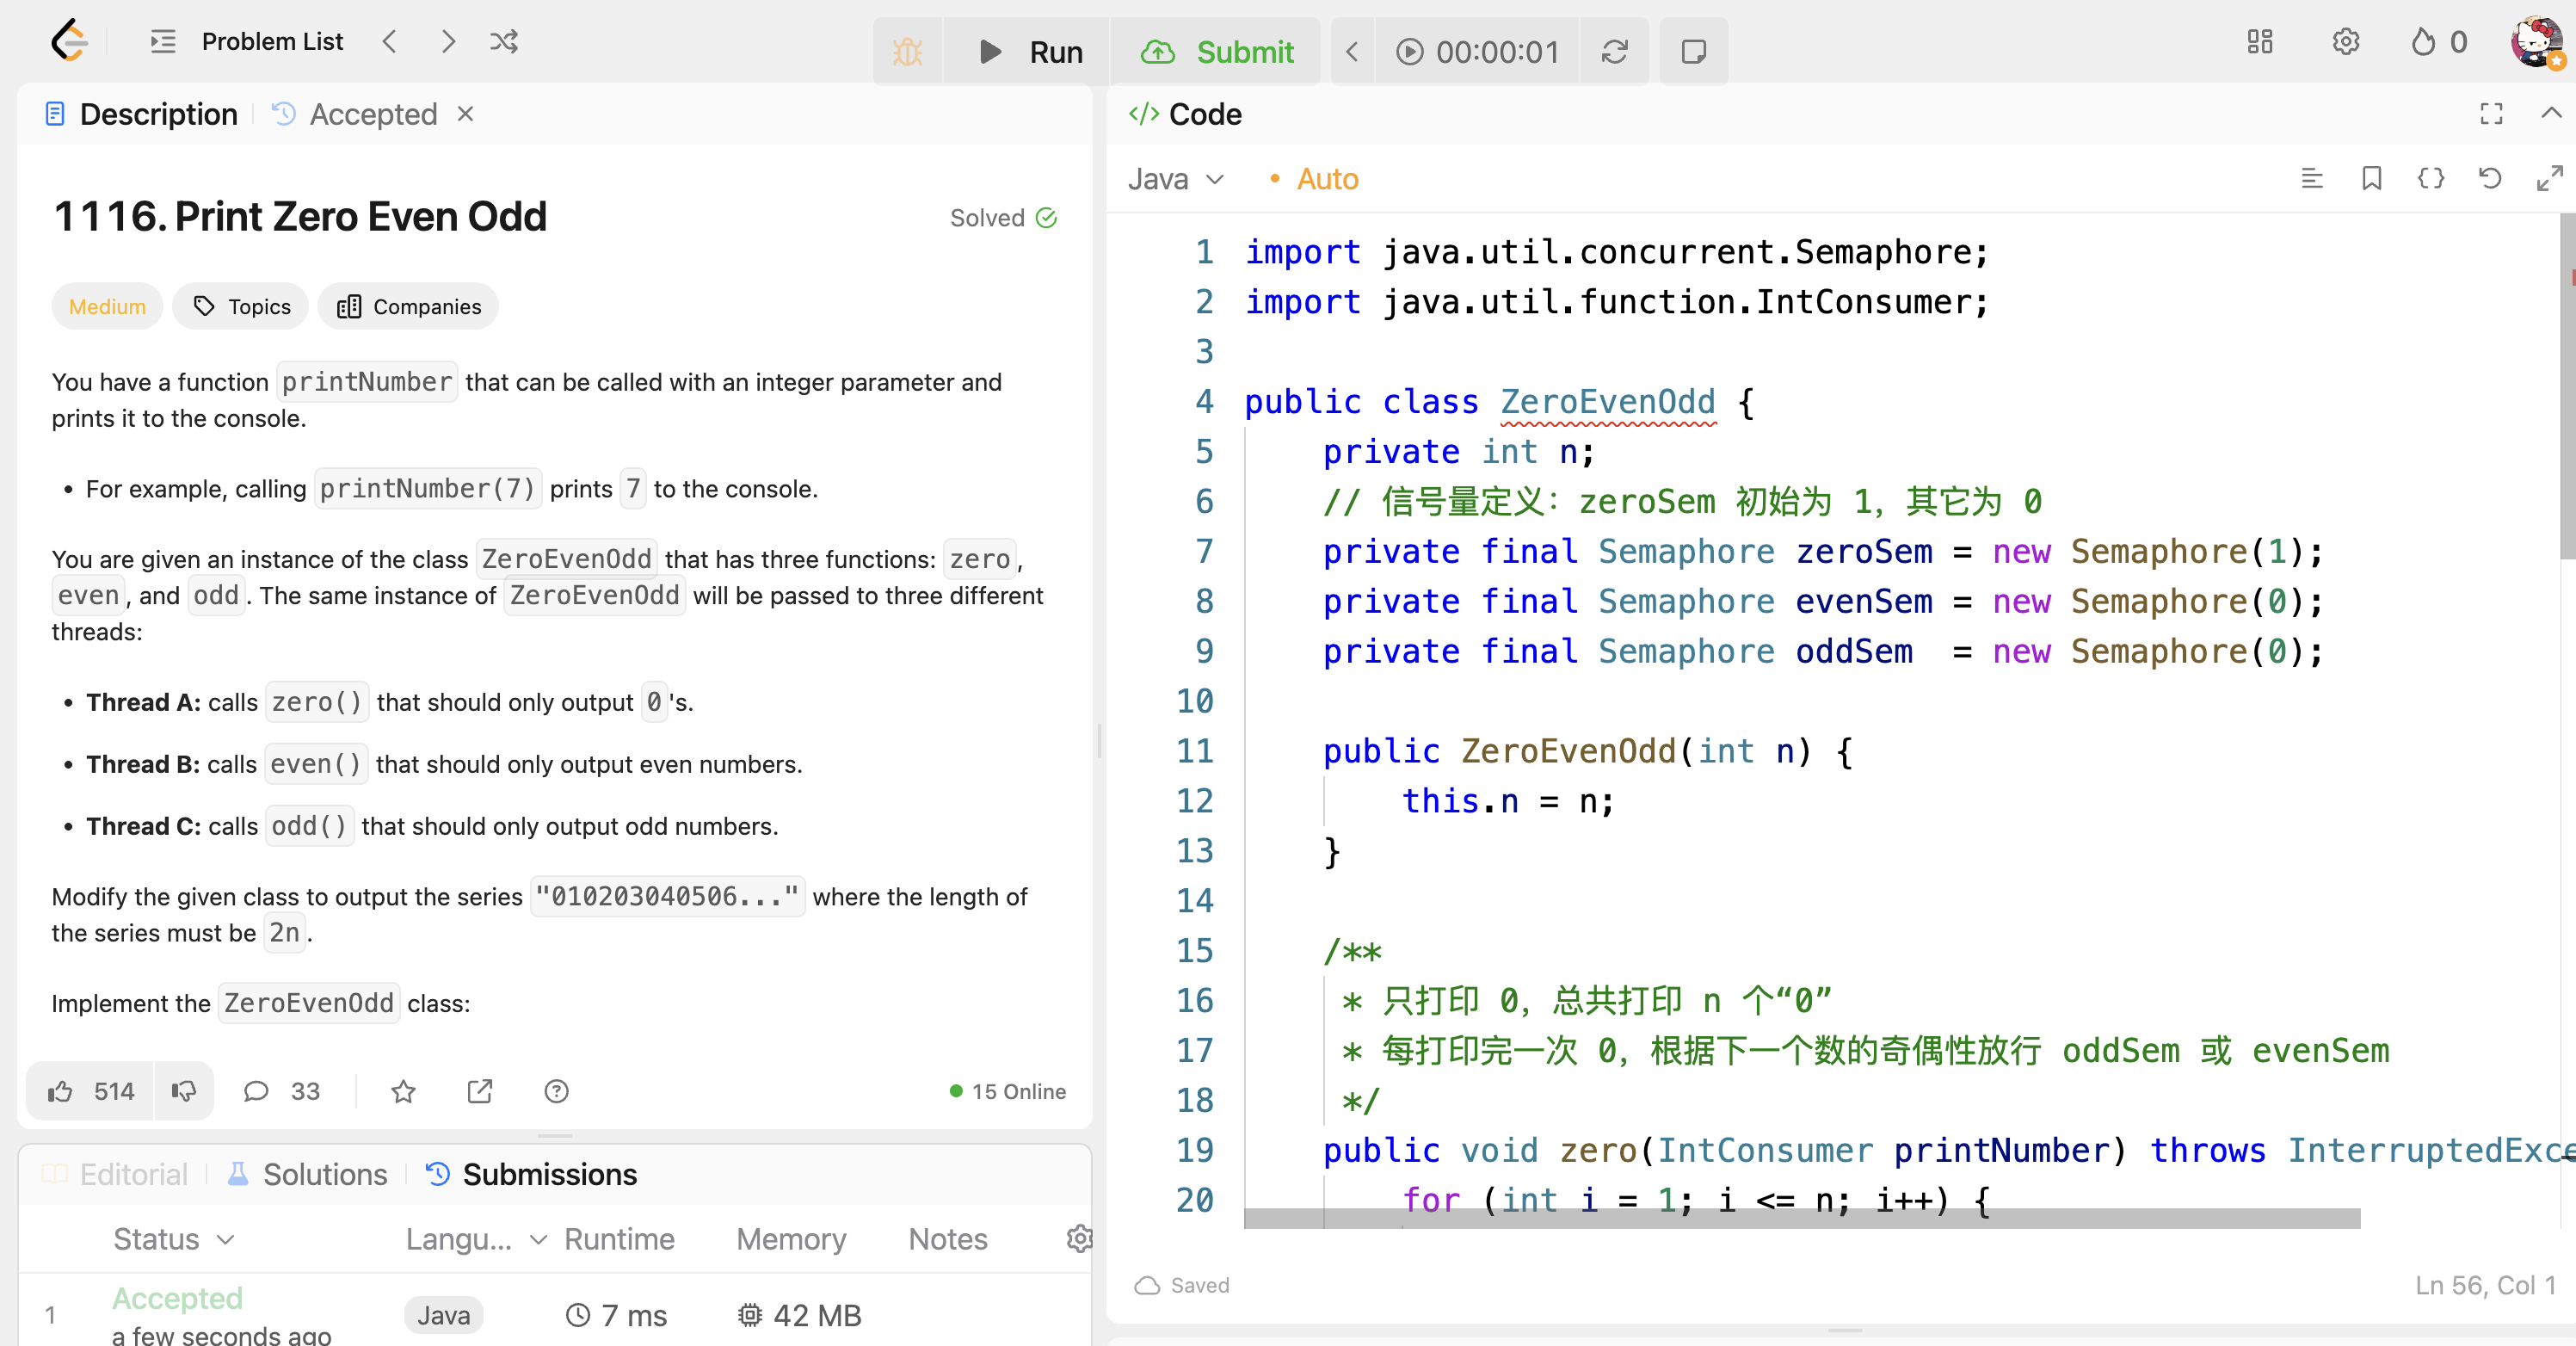 Problem List
Run
Submit
00:00:01
0
Description
Accepted
1116. Print Zero Even Odd
Solved
Medium
Topics
Companies
You have a function printNumber that can be called with an integer parameter and
prints it to the console.
• For example, calling printNumber(7) prints 7 to the console.
You are given an instance of the class ZeroEvenOdd that has three functions: zero,
even, and odd. The same instance of ZeroEvenOdd will be passed to three different
threads:
• Thread A: calls zero() that should only output 0's.
• Thread B: calls even() that should only output even numbers.
• Thread C: calls odd() that should only output odd numbers.
Modify the given class to output the series "010203040506..." where the length of
the series must be 2n.
Implement the ZeroEvenOdd class:
514
33
15 Online
Editorial
Solutions
Submissions
Status
Langu...
Runtime
Memory
Notes
1
Accepted
a few seconds ago
Java
7 ms
42 MB
</> Code
Java
• Auto
1 import java.util.concurrent.Semaphore;
2 import java.util.function.IntConsumer;
3
4 public class ZeroEvenOdd {
5     private int n;
6     // 信号量定义：zeroSem 初始为 1，其它为 0
7     private final Semaphore zeroSem = new Semaphore(1);
8     private final Semaphore evenSem = new Semaphore(0);
9     private final Semaphore oddSem  = new Semaphore(0);
10
11     public ZeroEvenOdd(int n) {
12         this.n = n;
13     }
14
15     /**
16      * 只打印 0，总共打印 n 个“0”
17      * 每打印完一次 0，根据下一个数的奇偶性放行 oddSem 或 evenSem
18      */
19     public void zero(IntConsumer printNumber) throws InterruptedExce
20         for (int i = 1; i <= n; i++) {
Saved
Ln 56, Col 1